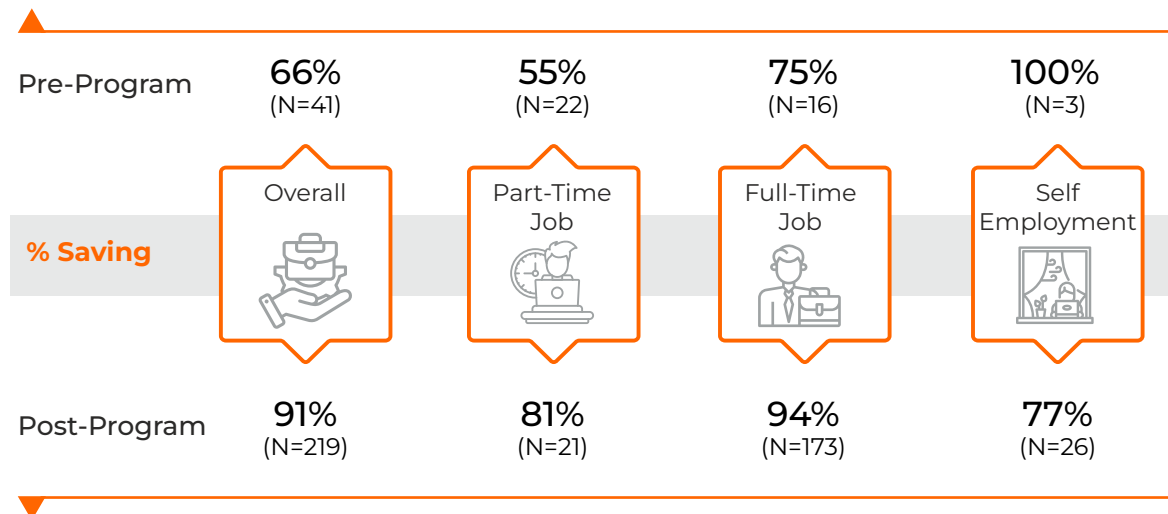 Pre-Program
66%
(N=41)
55%
(N=22)
75%
(N=16)
100%
(N=3)
% Saving
Overall
Part-Time
Job
Full-Time
Job
Self
Employment
Post-Program
91%
(N=219)
81%
(N=21)
94%
(N=173)
77%
(N=26)